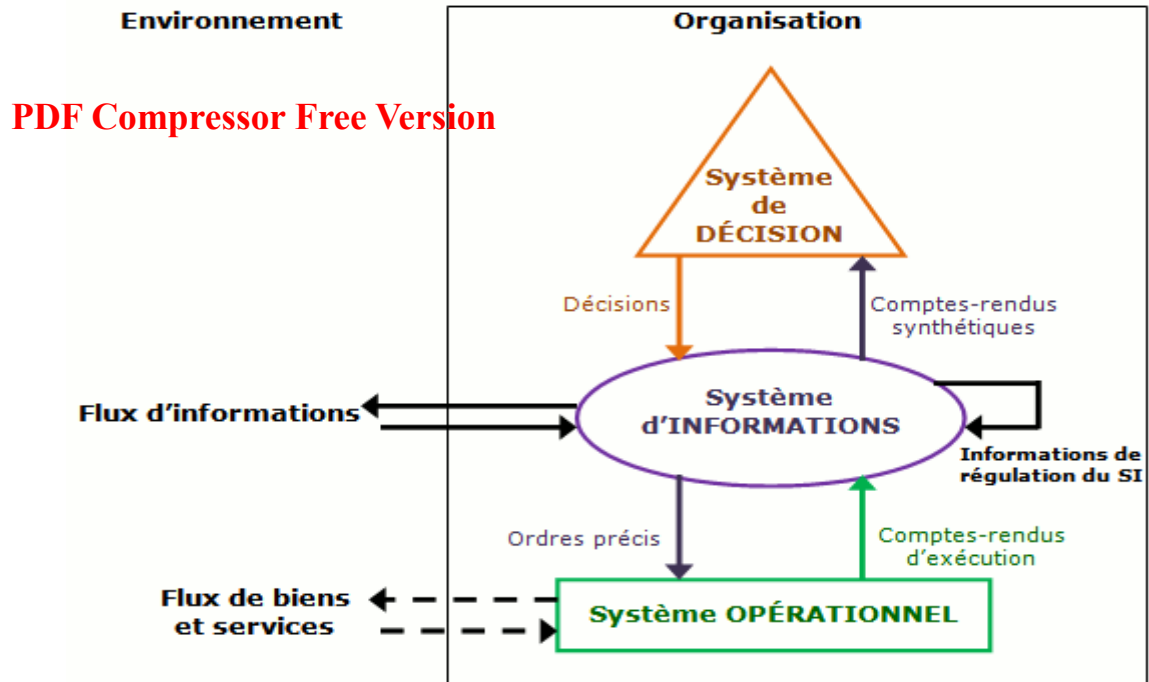 Environnement
Organisation
PDF Compressor Free Version
Système
de
DÉCISION
Décisions
Comptes-rendus
synthétiques
Flux d'informations
Système
d'INFORMATIONS
Informations de
régulation du SI
Ordres précis
Comptes-rendus
d'exécution
Flux de biens
et services
Système OPÉRATIONNEL